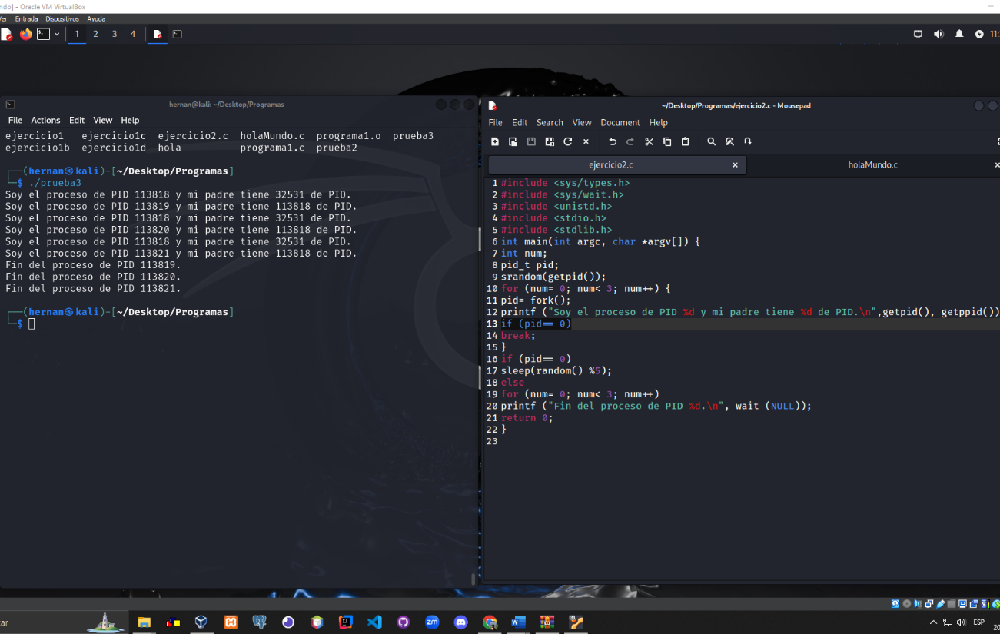 ndo] - Oracle VM VirtualBox
er Entrada Dispositivos Ayuda
1 2 3 4
11:
hernan@kali: ~/Desktop/Programas
File Actions Edit View Help
ejercicio1 ejercicio1c ejercicio2.c holaMundo.c programa1.o prueba3
ejercicio1b ejercicio1d hola programa1.c prueba2
┌──(hernan㉿kali)-[~/Desktop/Programas]
└─$ ./prueba3
Soy el proceso de PID 113818 y mi padre tiene 32531 de PID.
Soy el proceso de PID 113819 y mi padre tiene 113818 de PID.
Soy el proceso de PID 113818 y mi padre tiene 32531 de PID.
Soy el proceso de PID 113820 y mi padre tiene 113818 de PID.
Soy el proceso de PID 113818 y mi padre tiene 32531 de PID.
Soy el proceso de PID 113821 y mi padre tiene 113818 de PID.
Fin del proceso de PID 113819.
Fin del proceso de PID 113820.
Fin del proceso de PID 113821.
┌──(hernan㉿kali)-[~/Desktop/Programas]
└─$
~/Desktop/Programas/ejercicio2.c - Mousepad
File Edit Search View Document Help
ejercicio2.c × holaMundo.c ×
1 #include <sys/types.h>
2 #include <sys/wait.h>
3 #include <unistd.h>
4 #include <stdio.h>
5 #include <stdlib.h>
6 int main(int argc, char *argv[]) {
7 int num;
8 pid_t pid;
9 srandom(getpid());
10 for (num= 0; num< 3; num++) {
11 pid= fork();
12 printf ("Soy el proceso de PID %d y mi padre tiene %d de PID.\n",getpid(), getppid())
13 if (pid== 0)
14 break;
15 }
16 if (pid== 0)
17 sleep(random() %5);
18 else
19 for (num= 0; num< 3; num++)
20 printf ("Fin del proceso de PID %d.\n", wait (NULL));
21 return 0;
22 }
23
car
zm
W
ESP
20